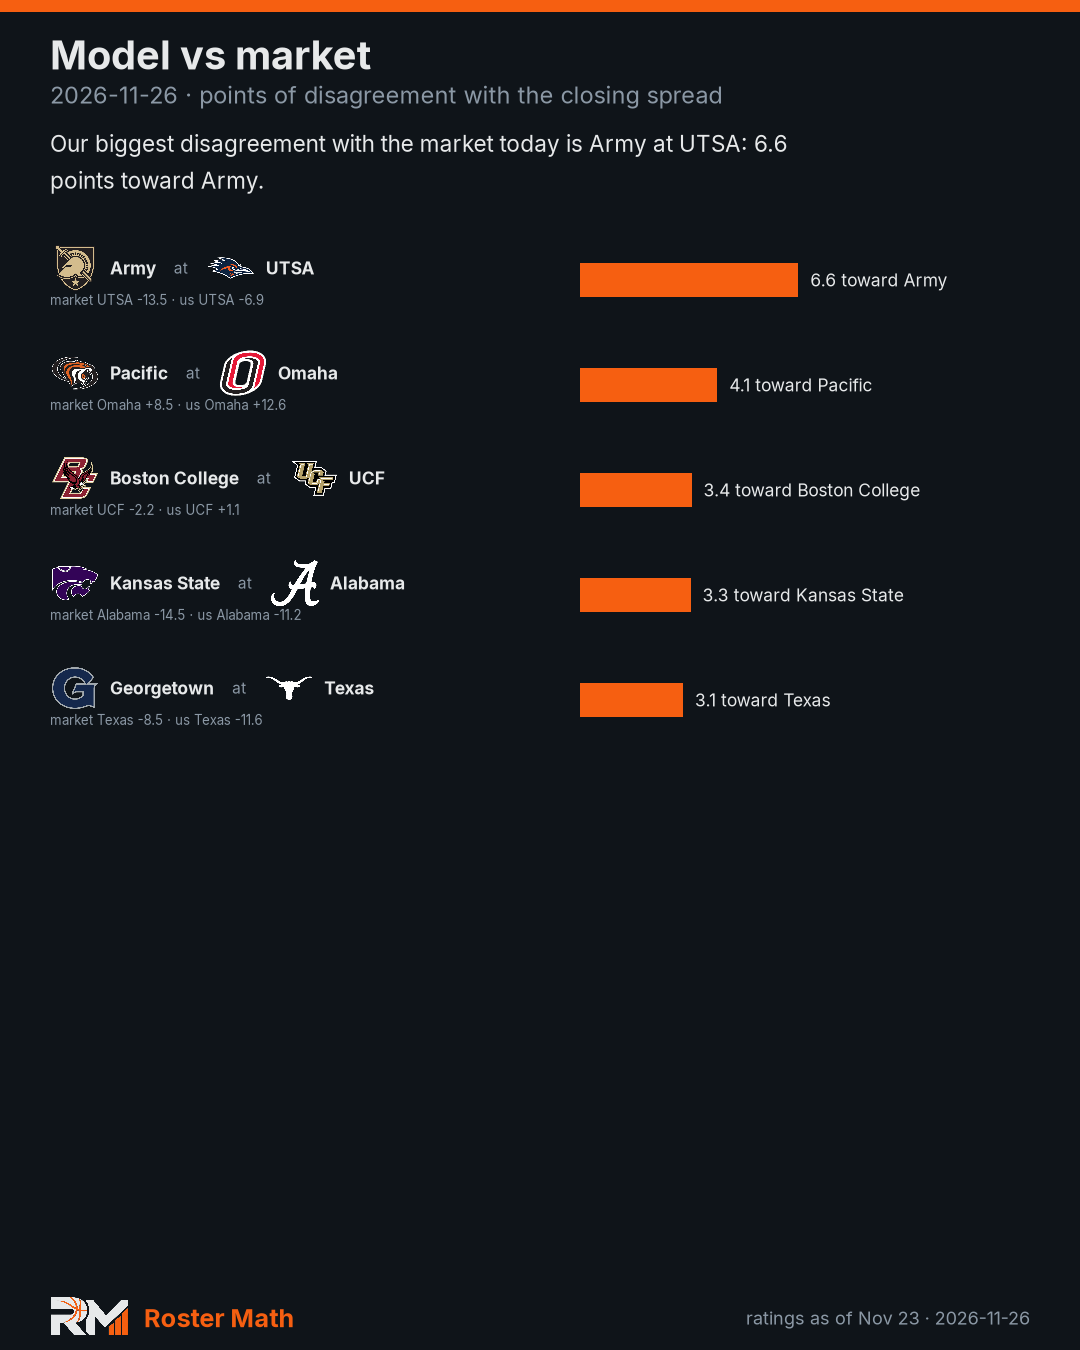 Model vs market
2026-11-26 · points of disagreement with the closing spread
Our biggest disagreement with the market today is Army at UTSA: 6.6
points toward Army.
Army at UTSA
market UTSA -13.5 · us UTSA -6.9
6.6 toward Army
Pacific at Omaha
market Omaha +8.5 · us Omaha +12.6
4.1 toward Pacific
Boston College at UCF
market UCF -2.2 · us UCF +1.1
3.4 toward Boston College
Kansas State at Alabama
market Alabama -14.5 · us Alabama -11.2
3.3 toward Kansas State
Georgetown at Texas
market Texas -8.5 · us Texas -11.6
3.1 toward Texas
RM Roster Math
ratings as of Nov 23 · 2026-11-26